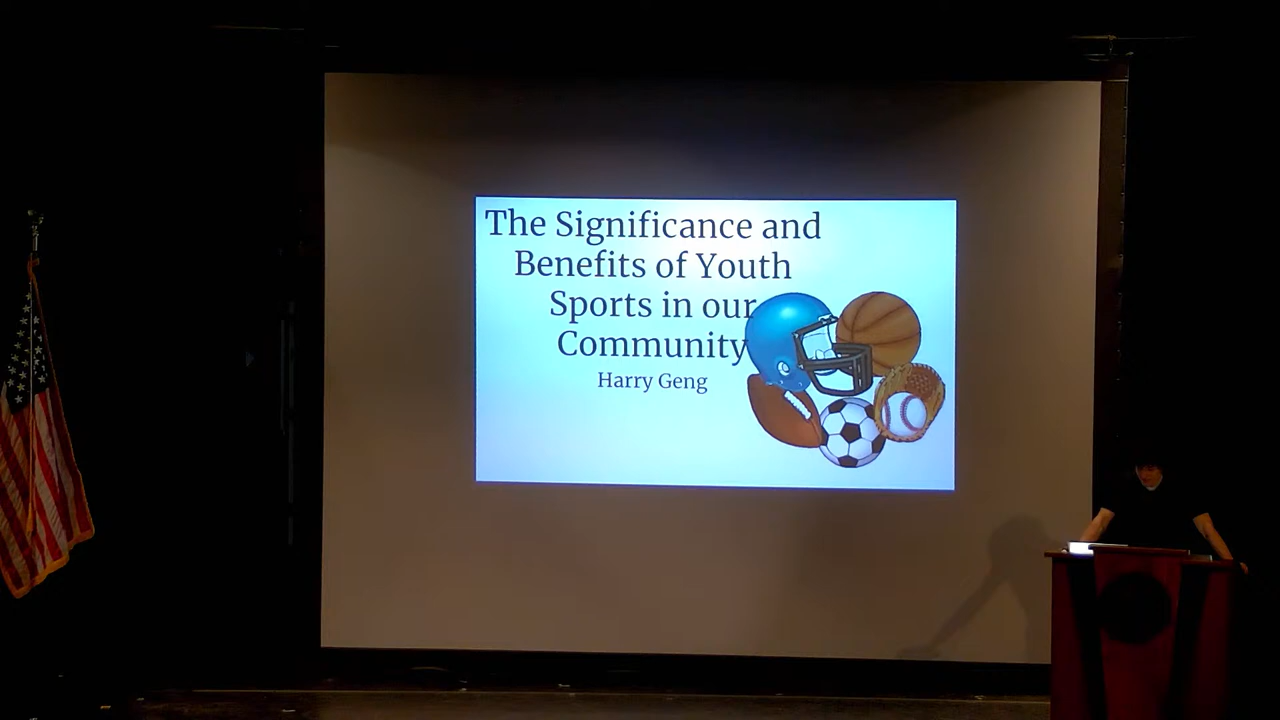 The Significance and
Benefits of Youth
Sports in our
Community
Harry Geng